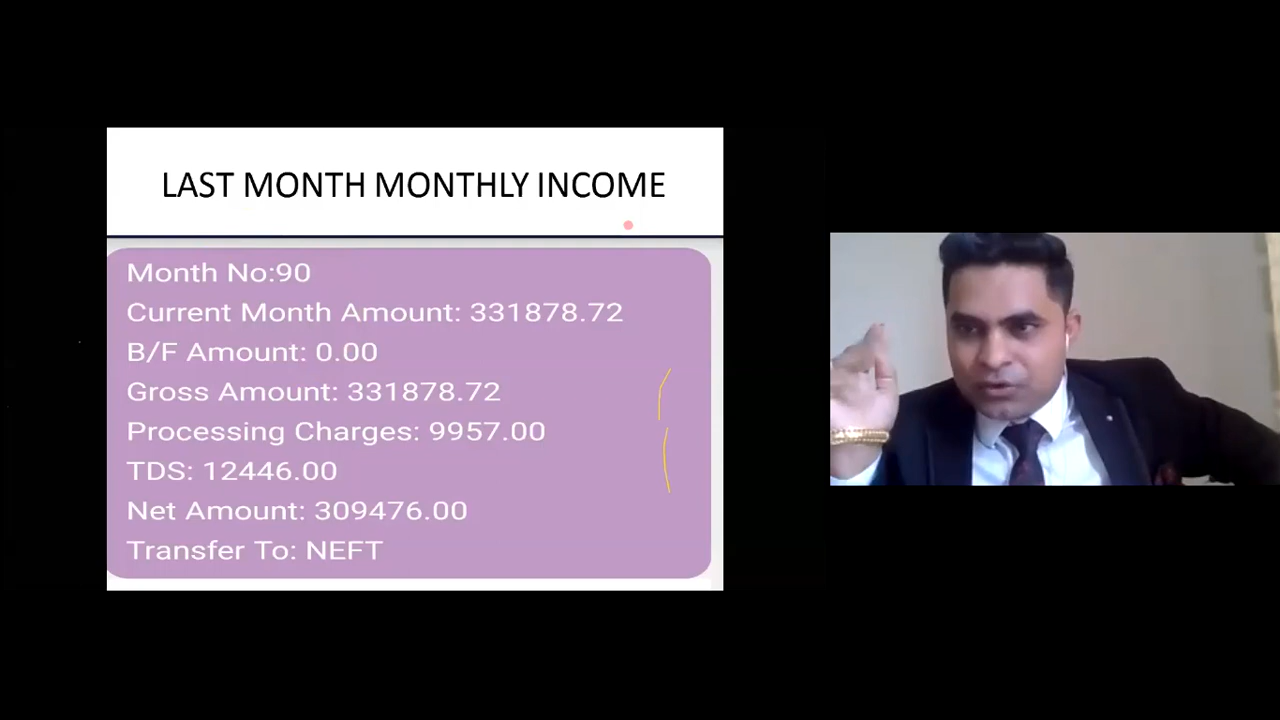 LAST MONTH MONTHLY INCOME
Month No:90
Current Month Amount: 331878.72
B/F Amount: 0.00
Gross Amount: 331878.72
Processing Charges: 9957.00
TDS: 12446.00
Net Amount: 309476.00
Transfer To: NEFT